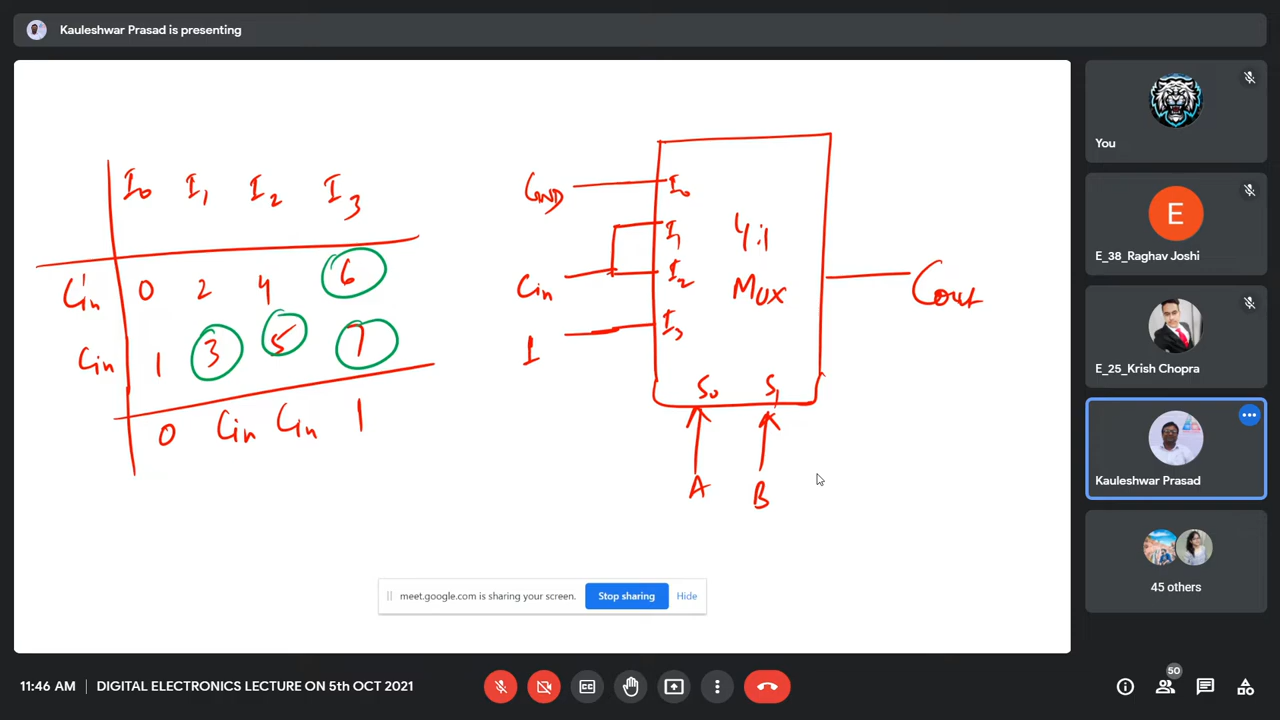 Kauleshwar Prasad is presenting
I0 I1 I2 I3
Cin' 0 2 4 6
Cin 1 3 5 7
0 Cin Cin 1
GND I0
I1
4:1
Cin I2
Mux
Cout
1 I3
S0 S1
A B
You
E
E_38_Raghav Joshi
E_25_Krish Chopra
Kauleshwar Prasad
45 others
meet.google.com is sharing your screen. Stop sharing Hide
11:46 AM | DIGITAL ELECTRONICS LECTURE ON 5th OCT 2021
CC
50